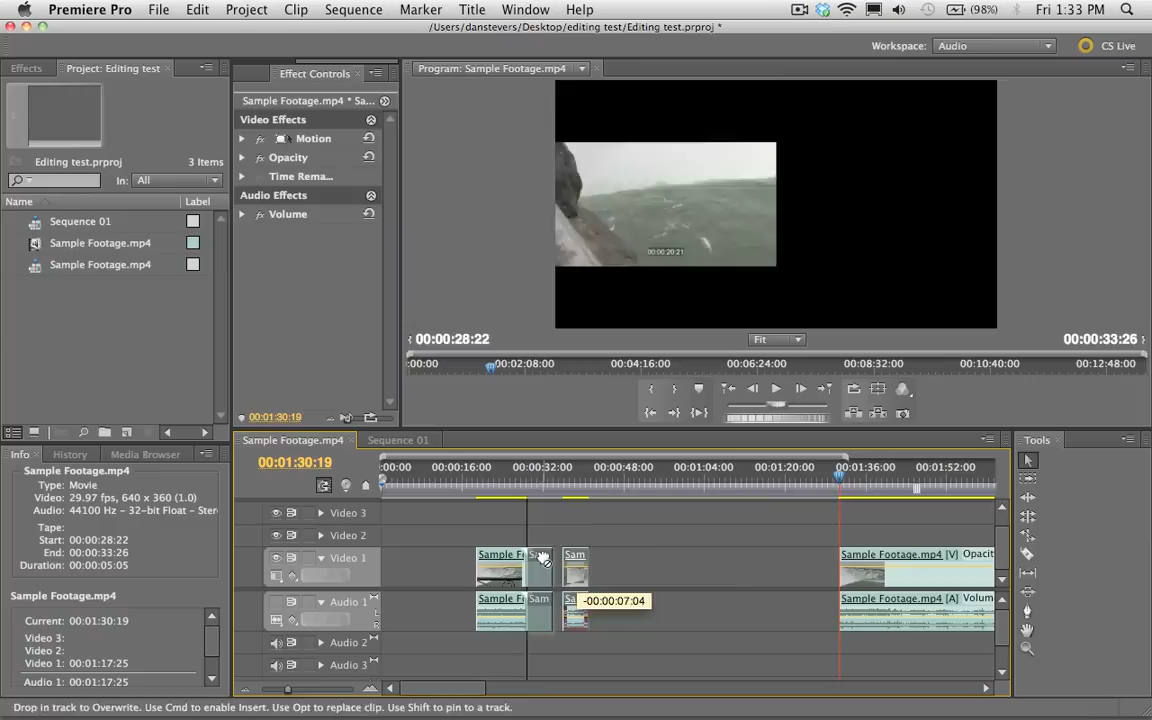 Premiere Pro File Edit Project Clip Sequence Marker Title Window Help (98%) Fri 1:33 PM
/Users/danstevers/Desktop/editing test/Editing test.prproj *
Workspace: Audio CS Live
Effects Project: Editing test Effect Controls Program: Sample Footage.mp4
Sample Footage.mp4 * Sa...
Video Effects
fx Motion
fx Opacity
Time Rema...
Audio Effects
fx Volume
Editing test.prproj 3 Items
In: All
Name Label
Sequence 01
Sample Footage.mp4
Sample Footage.mp4
00:00:20:21
00:00:28:22 Fit 00:00:33:26
:00:00 00:02:08:00 00:04:16:00 00:06:24:00 00:08:32:00 00:10:40:00 00:12:48:00
00:01:30:19
Info History Media Browser Sample Footage.mp4 Sequence 01 Tools
Sample Footage.mp4
Type: Movie
Video: 29.97 fps, 640 x 360 (1.0)
Audio: 44100 Hz - 32-bit Float - Stere
Tape:
Start: 00:00:28:22
End: 00:00:33:26
Duration: 00:00:05:05
Sample Footage.mp4
Current: 00:01:30:19
Video 3:
Video 2:
Video 1: 00:01:17:25
Audio 1: 00:01:17:25
00:01:30:19 :00:00 00:00:16:00 00:00:32:00 00:00:48:00 00:01:04:00 00:01:20:00 00:01:36:00 00:01:52:00
Video 3
Video 2
Video 1 Sample Fo Sam Sam Sample Footage.mp4 [V] Opacit
Audio 1 Sample Fo Sam Sa Sample Footage.mp4 [A] Volum
L
R
-00:00:07:04
Audio 2
Audio 3
Drop in track to Overwrite. Use Cmd to enable Insert. Use Opt to replace clip. Use Shift to pin to a track.